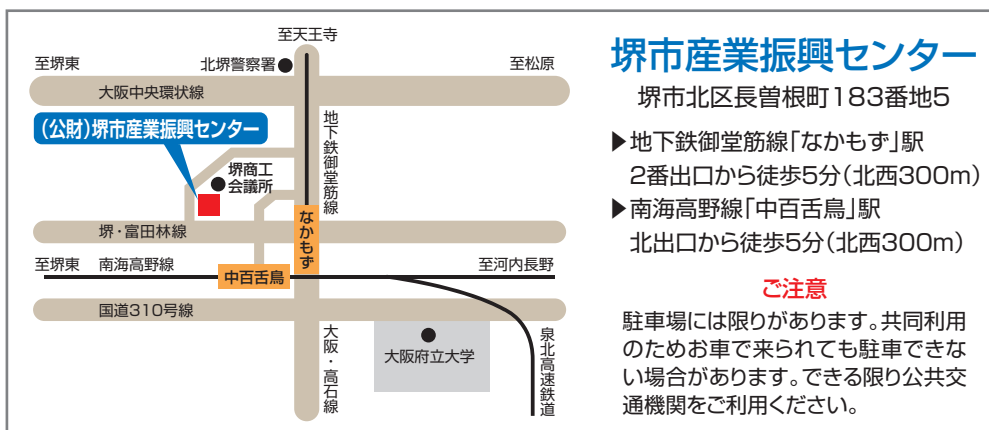 至天王寺
至堺東
北堺警察署
至松原
大阪中央環状線
(公財)堺市産業振興センター
地下鉄御堂筋線
堺商工
会議所
なかもず
堺・富田林線
至堺東
南海高野線
中百舌鳥
至河内長野
国道310号線
大阪・高石線
大阪府立大学
泉北高速鉄道
堺市産業振興センター
堺市北区長曽根町183番地5
▶地下鉄御堂筋線「なかもず」駅
2番出口から徒歩5分(北西300m)
▶南海高野線「中百舌鳥」駅
北出口から徒歩5分(北西300m)
ご注意
駐車場には限りがあります。共同利用
のためお車で来られても駐車できな
い場合があります。できる限り公共交
通機関をご利用ください。